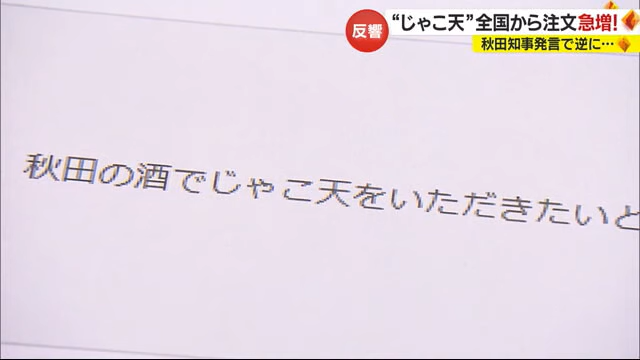 反響
“じゃこ天”全国から注文急増!
秋田知事発言で逆に…
秋田の酒でじゃこ天をいただきたいと